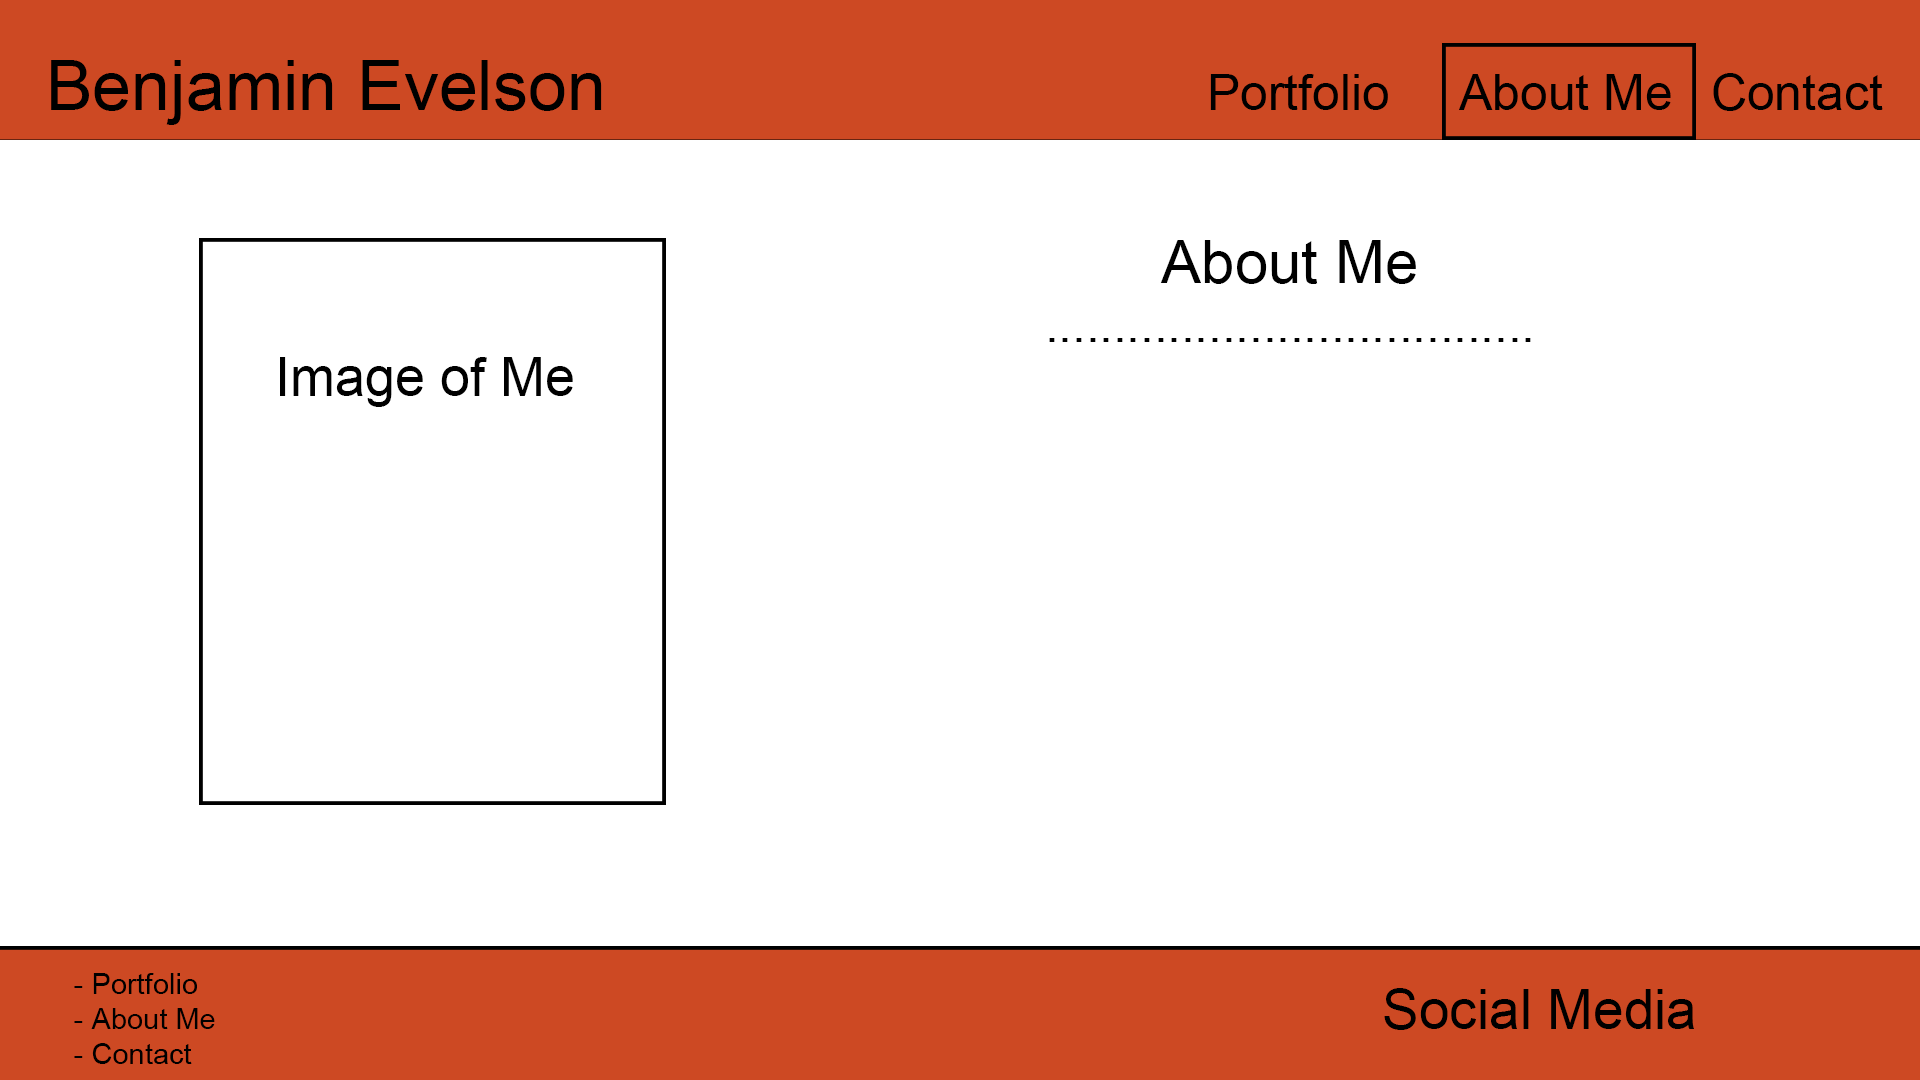 Benjamin Evelson
Portfolio
About Me
Contact
Image of Me
About Me
....................................
- Portfolio
- About Me
- Contact
Social Media